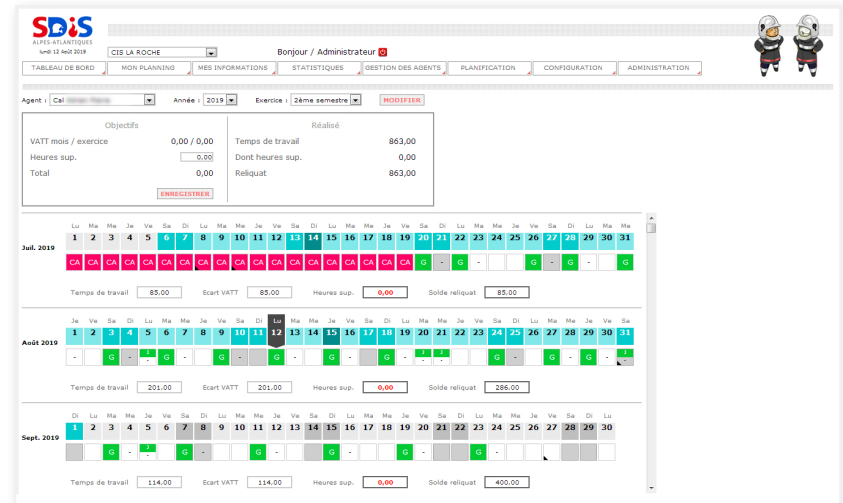 SDiS
ALPES-ATLANTIQUES
lundi 12 Août 2019
CIS LA ROCHE
Bonjour / Administrateur
TABLEAU DE BORD MON PLANNING MES INFORMATIONS STATISTIQUES GESTION DES AGENTS PLANIFICATION CONFIGURATION ADMINISTRATION
Agent : Cal Année : 2019 Exercice : 2ème semestre MODIFIER
Objectifs Réalisé
VATT mois / exercice 0,00 / 0,00 Temps de travail 863,00
Heures sup. 0.00 Dont heures sup. 0,00
Total 0,00 Reliquat 863,00
ENREGISTRER
Lu Ma Me Je Ve Sa Di Lu Ma Me Je Ve Sa Di Lu Ma Me Je Ve Sa Di Lu Ma Me Je Ve Sa Di Lu Ma Me
1 2 3 4 5 6 7 8 9 10 11 12 13 14 15 16 17 18 19 20 21 22 23 24 25 26 27 28 29 30 31
Juil. 2019
CA CA CA CA CA CA CA CA CA CA CA CA CA CA CA CA CA CA CA G - G - G - G - G
Temps de travail 85.00 Ecart VATT 85.00 Heures sup. 0,00 Solde reliquat 85.00
Je Ve Sa Di Lu Ma Me Je Ve Sa Di Lu Ma Me Je Ve Sa Di Lu Ma Me Je Ve Sa Di Lu Ma Me Je Ve Sa
1 2 3 4 5 6 7 8 9 10 11 12 13 14 15 16 17 18 19 20 21 22 23 24 25 26 27 28 29 30 31
Août 2019
- G - J - G - G - G - G - G - J - J - G - G - G - J -
Temps de travail 201.00 Ecart VATT 201.00 Heures sup. 0,00 Solde reliquat 286.00
Di Lu Ma Me Je Ve Sa Di Lu Ma Me Je Ve Sa Di Lu Ma Me Je Ve Sa Di Lu Ma Me Je Ve Sa Di Lu
1 2 3 4 5 6 7 8 9 10 11 12 13 14 15 16 17 18 19 20 21 22 23 24 25 26 27 28 29 30
Sept. 2019
G - J - G - G - G - G - G -
Temps de travail 114.00 Ecart VATT 114.00 Heures sup. 0,00 Solde reliquat 400.00